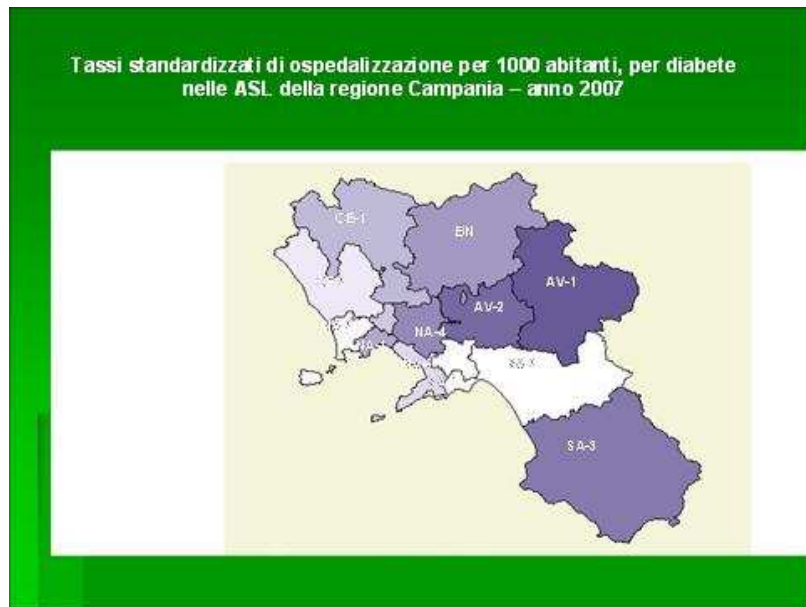 Tassi standardizzati di ospedalizzazione per 1000 abitanti, per diabete
nelle ASL della regione Campania – anno 2007
CE-1
BN
AV-1
AV-2
NA-4
SA-3